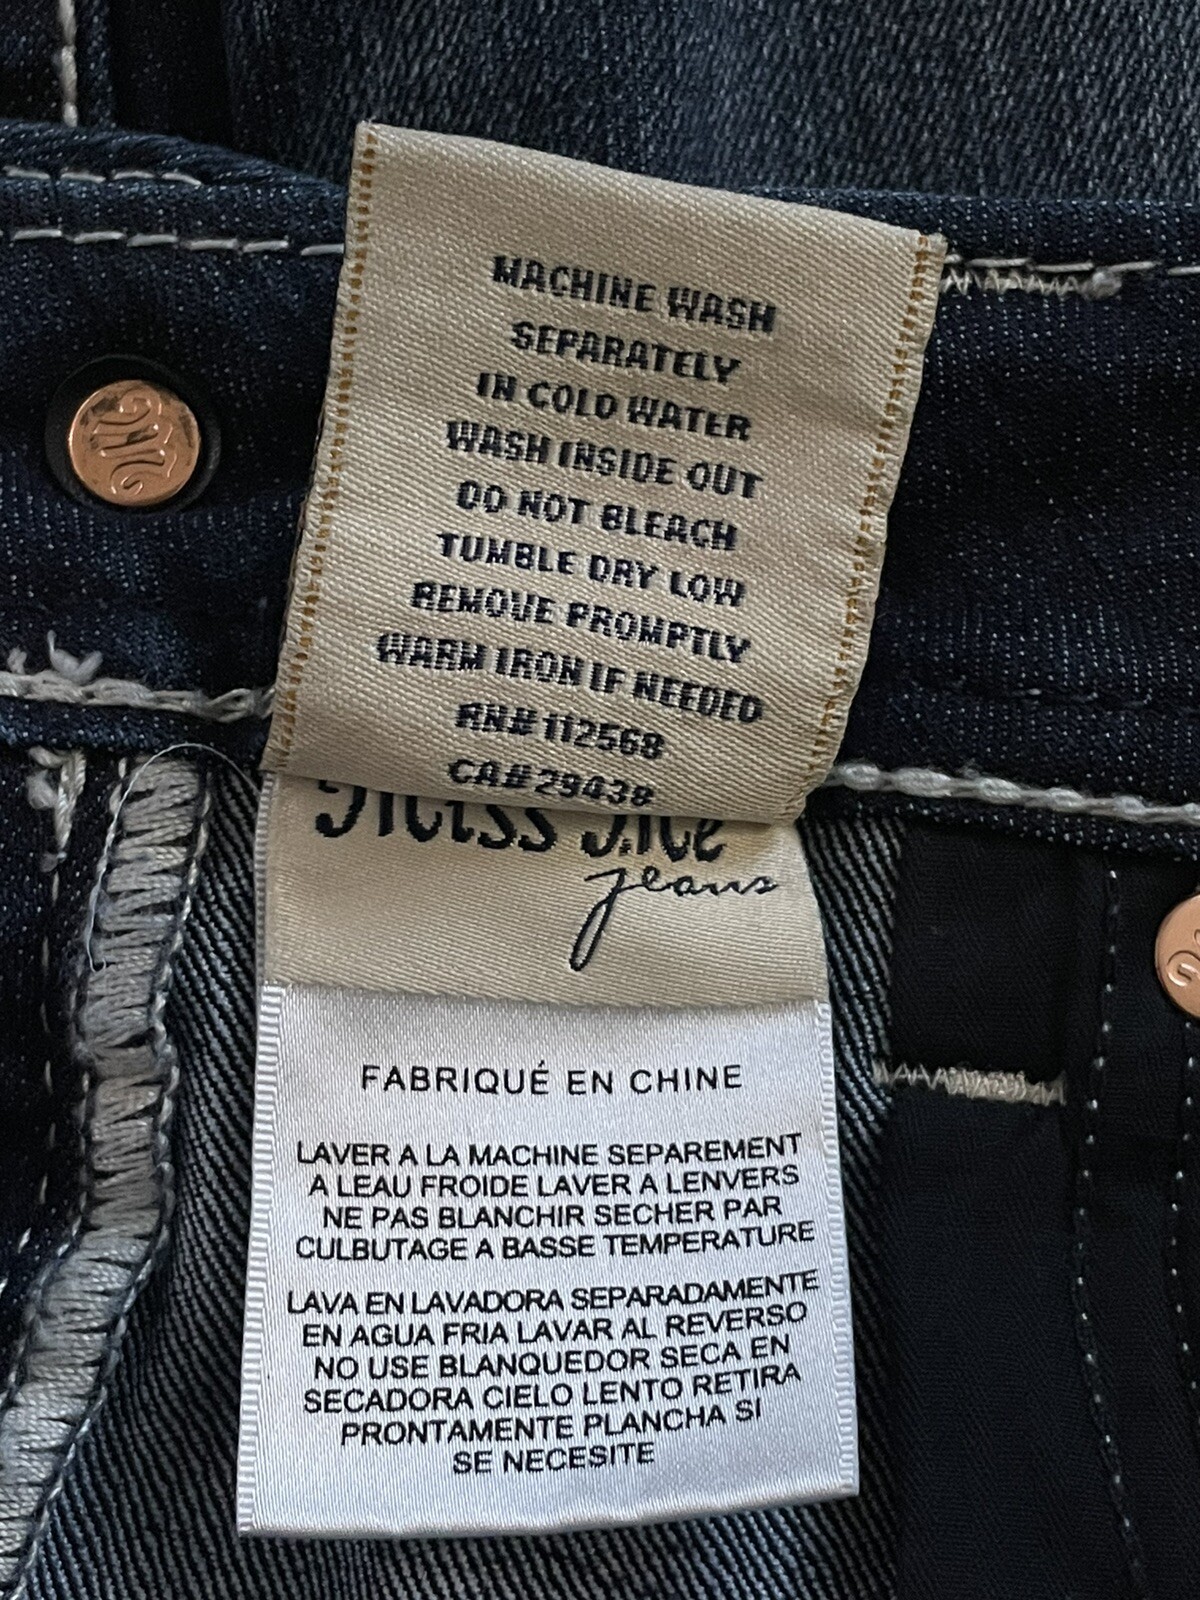 MACHINE WASH
SEPARATELY
IN COLD WATER
WASH INSIDE OUT
DO NOT BLEACH
TUMBLE DRY LOW
REMOVE PROMPTLY
WARM IRON IF NEEDED
RN# 112568
CA# 29438
Miss Me
jeans
FABRIQUÉ EN CHINE
LAVER A LA MACHINE SEPAREMENT
A LEAU FROIDE LAVER A LENVERS
NE PAS BLANCHIR SECHER PAR
CULBUTAGE A BASSE TEMPERATURE
LAVA EN LAVADORA SEPARADAMENTE
EN AGUA FRIA LAVAR AL REVERSO
NO USE BLANQUEDOR SECA EN
SECADORA CIELO LENTO RETIRA
PRONTAMENTE PLANCHA SI
SE NECESITE